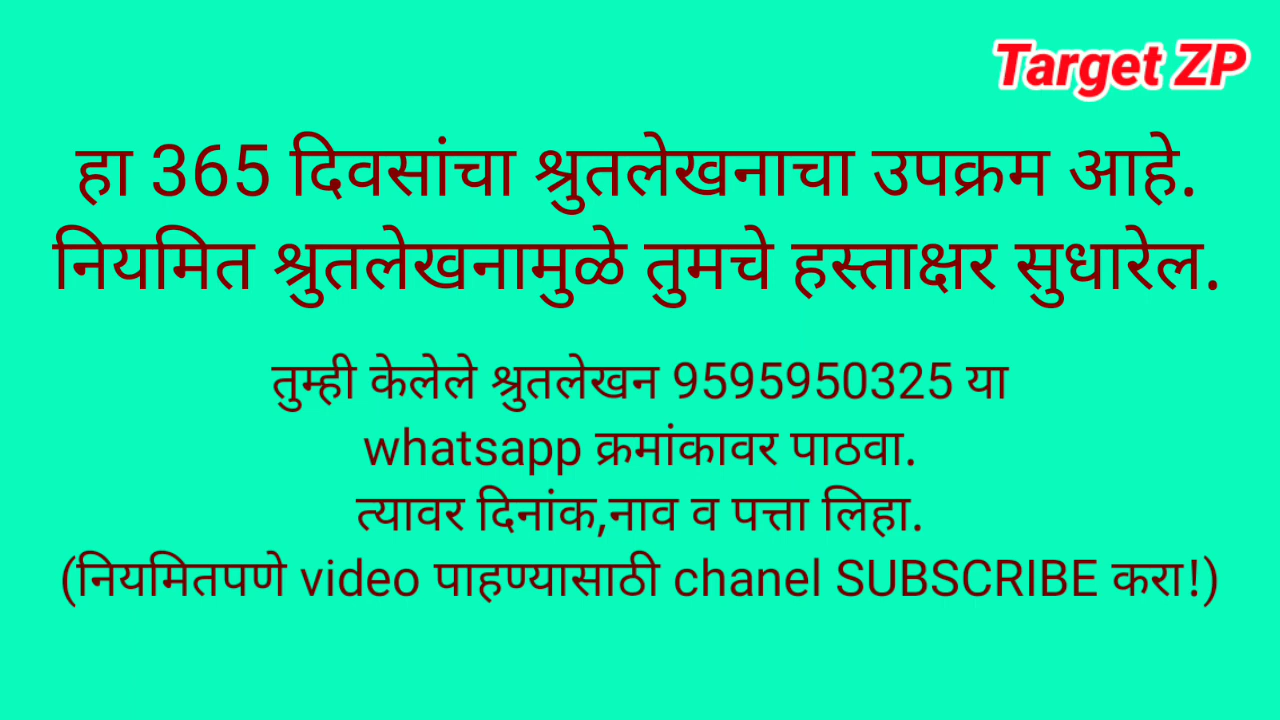 Target ZP
हा 365 दिवसांचा श्रुतलेखनाचा उपक्रम आहे.
नियमित श्रुतलेखनामुळे तुमचे हस्ताक्षर सुधारेल.
तुम्ही केलेले श्रुतलेखन 9595950325 या
whatsapp क्रमांकावर पाठवा.
त्यावर दिनांक,नाव व पत्ता लिहा.
(नियमितपणे video पाहण्यासाठी chanel SUBSCRIBE करा!)